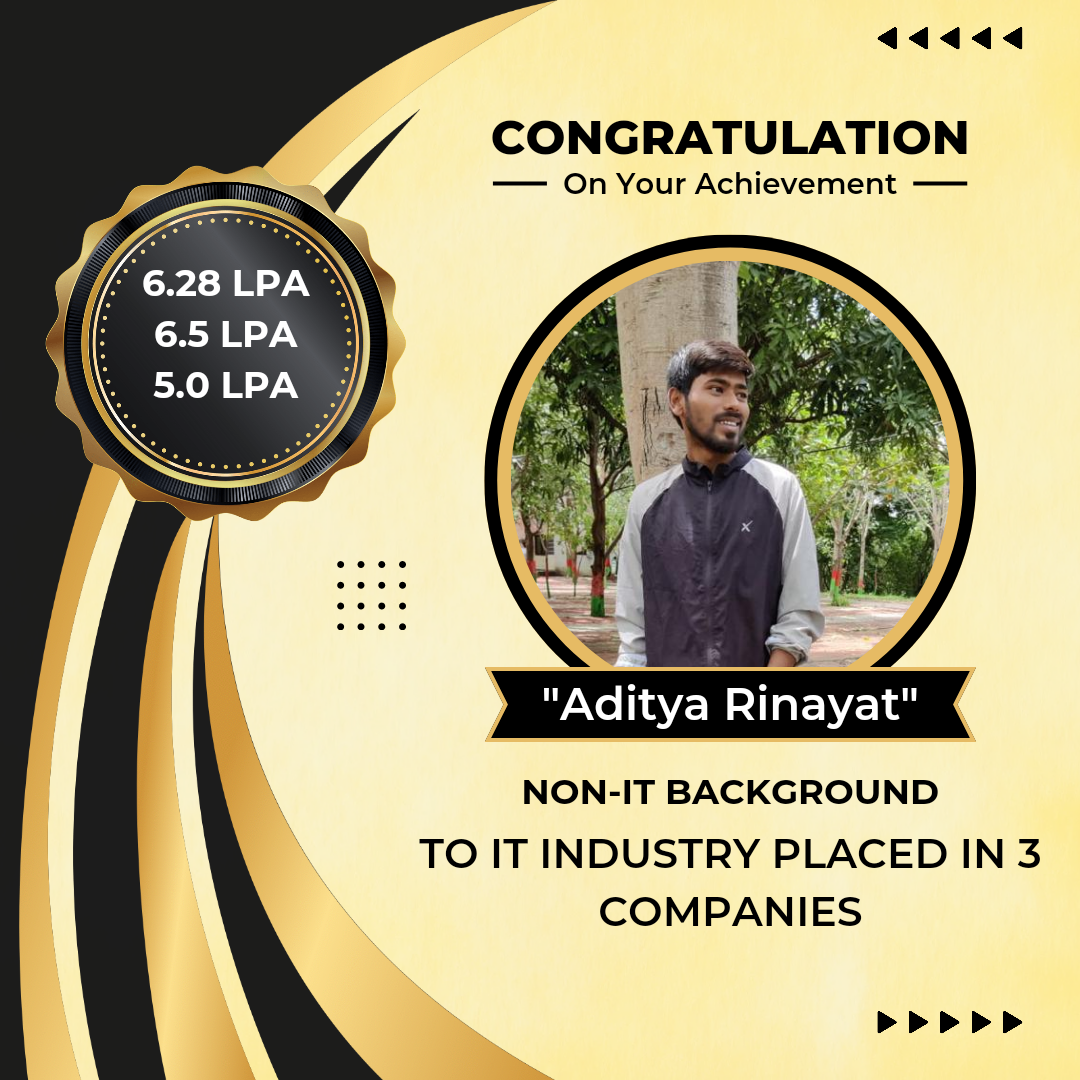 CONGRATULATION
On Your Achievement
6.28 LPA
6.5 LPA
5.0 LPA
"Aditya Rinayat"
NON-IT BACKGROUND
TO IT INDUSTRY PLACED IN 3
COMPANIES